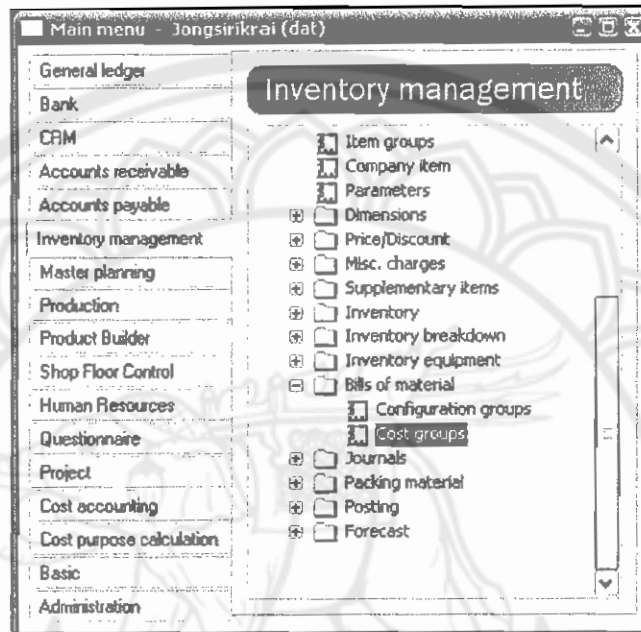 Main menu - Jongsirikrai (dat)
General ledger
Bank
CRM
Accounts receivable
Accounts payable
Inventory management
Master planning
Production
Product Builder
Shop Floor Control
Human Resources
Questionnaire
Project
Cost accounting
Cost purpose calculation
Basic
Administration
Inventory management
Item groups
Company item
Parameters
Dimensions
Price/Discount
Misc. charges
Supplementary items
Inventory
Inventory breakdown
Inventory equipment
Bills of material
Configuration groups
Cost groups
Journals
Packing material
Posting
Forecast